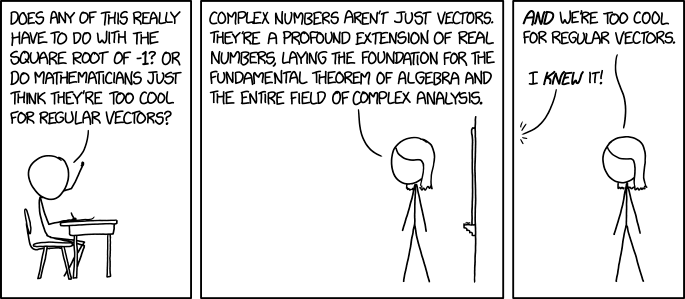 DOES ANY OF THIS REALLY
HAVE TO DO WITH THE
SQUARE ROOT OF -1? OR
DO MATHEMATICIANS JUST
THINK THEY'RE TOO COOL
FOR REGULAR VECTORS?
COMPLEX NUMBERS AREN'T JUST VECTORS.
THEY'RE A PROFOUND EXTENSION OF REAL
NUMBERS, LAYING THE FOUNDATION FOR THE
FUNDAMENTAL THEOREM OF ALGEBRA AND
THE ENTIRE FIELD OF COMPLEX ANALYSIS.
AND WE'RE TOO COOL
FOR REGULAR VECTORS.
I KNEW IT!